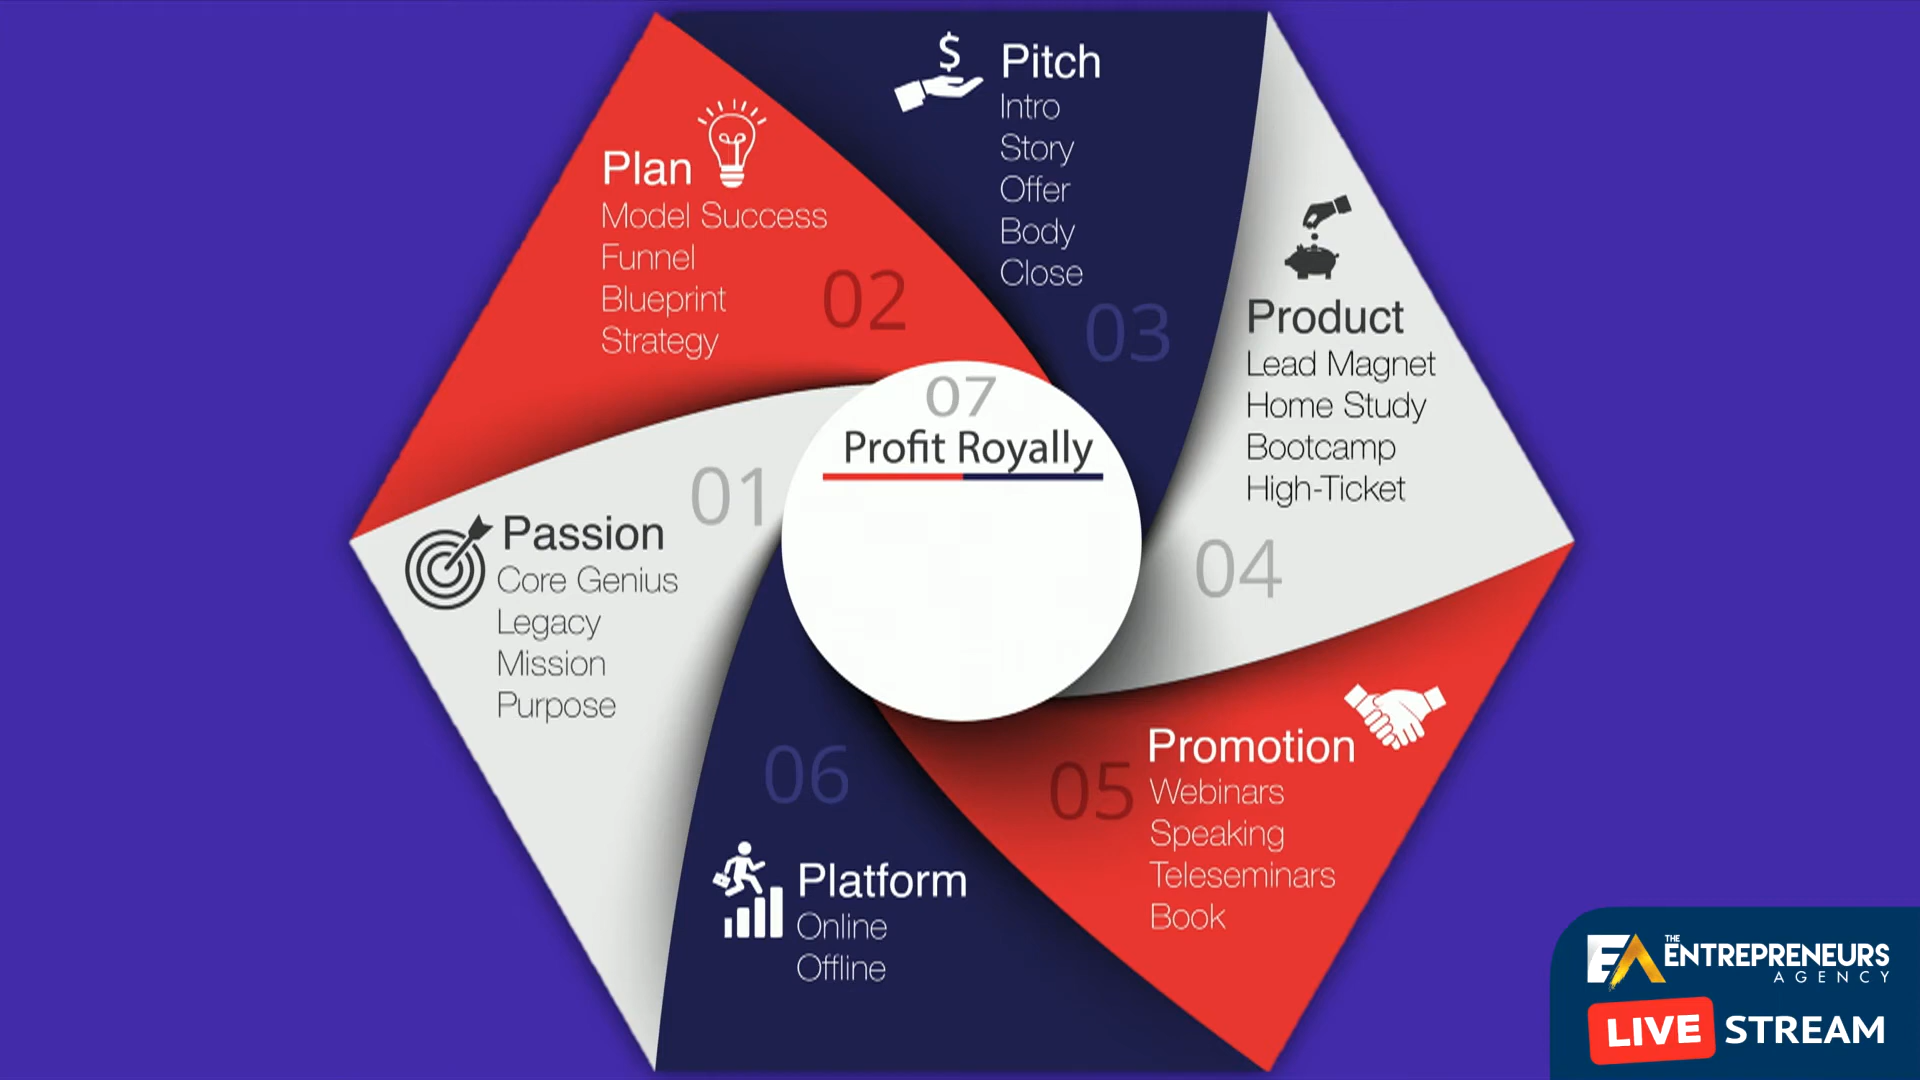 01
Passion
Core Genius
Legacy
Mission
Purpose
02
Plan
Model Success
Funnel
Blueprint
Strategy
03
$
Pitch
Intro
Story
Offer
Body
Close
04
Product
Lead Magnet
Home Study
Bootcamp
High-Ticket
05
Promotion
Webinars
Speaking
Teleseminars
Book
06
Platform
Online
Offline
07
Profit Royally
EA THE ENTREPRENEURS
AGENCY
LIVE STREAM